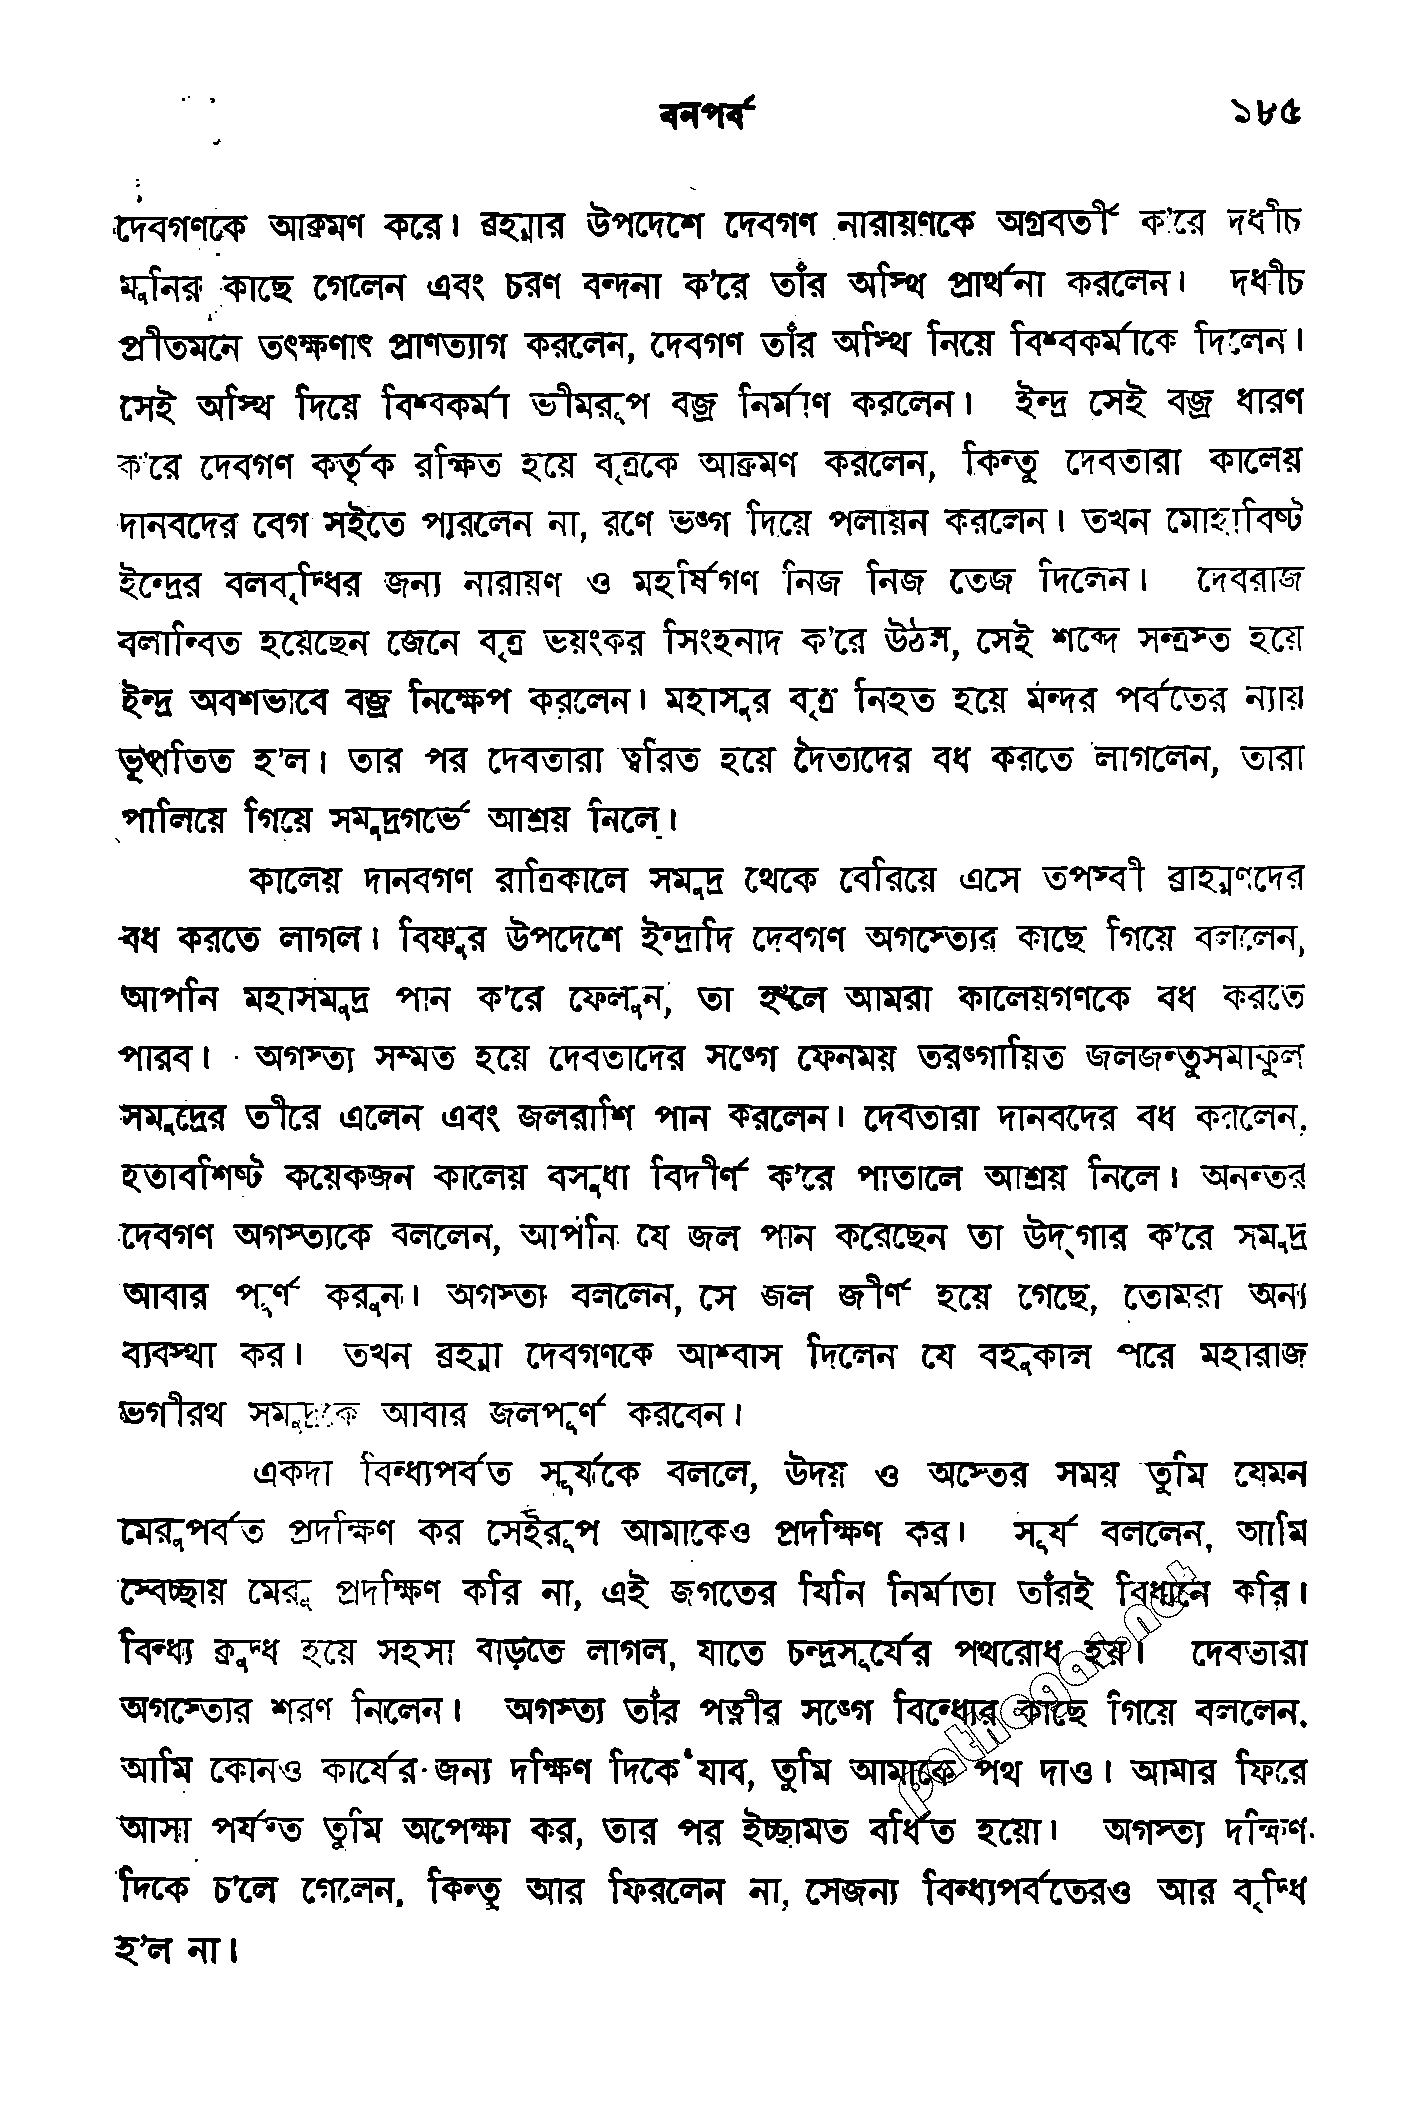 বনপর্ব ১৮৫
দেবগণকে আক্রমণ করে। ব্রহ্মার উপদেশে দেবগণ নারায়ণকে অগ্রবর্তী ক'রে দধীচ
মুনির কাছে গেলেন এবং চরণ বন্দনা ক'রে তাঁর অস্থি প্রার্থনা করলেন। দধীচ
প্রীতমনে তৎক্ষণাৎ প্রাণত্যাগ করলেন, দেবগণ তাঁর অস্থি নিয়ে বিশ্বকর্মাকে দিলেন।
সেই অস্থি দিয়ে বিশ্বকর্মা ভীমরূপ বজ্র নির্মাণ করলেন। ইন্দ্র সেই বজ্র ধারণ
ক'রে দেবগণ কর্তৃক রক্ষিত হয়ে বৃত্রকে আক্রমণ করলেন, কিন্তু দেবতারা কালেয়
দানবদের বেগ সইতে পারলেন না, রণে ভঙ্গ দিয়ে পলায়ন করলেন। তখন মোহাবিষ্ট
ইন্দ্রের বলবৃদ্ধির জন্য নারায়ণ ও মহর্ষিগণ নিজ নিজ তেজ দিলেন। দেবরাজ
বলান্বিত হয়েছেন জেনে বৃত্র ভয়ংকর সিংহনাদ ক'রে উঠল, সেই শব্দে সন্ত্রস্ত হয়ে
ইন্দ্র অবশভাবে বজ্র নিক্ষেপ করলেন। মহাসুর বৃত্র নিহত হয়ে মন্দর পর্বতের ন্যায়
ভূপতিত হ'ল। তার পর দেবতারা ত্বরিত হয়ে দৈত্যদের বধ করতে লাগলেন, তারা
পালিয়ে গিয়ে সমুদ্রগর্ভে আশ্রয় নিলে।
কালেয় দানবগণ রাত্রিকালে সমুদ্র থেকে বেরিয়ে এসে তপস্বী ব্রাহ্মণদের
বধ করতে লাগল। বিষ্ণুর উপদেশে ইন্দ্রাদি দেবগণ অগস্ত্যের কাছে গিয়ে বললেন,
আপনি মহাসমুদ্র পান ক'রে ফেলুন, তা হ'লে আমরা কালেয়গণকে বধ করতে
পারব। অগস্ত্য সম্মত হয়ে দেবতাদের সঙ্গে ফেনময় তরঙ্গায়িত জলজন্তুসমাকুল
সমুদ্রের তীরে এলেন এবং জলরাশি পান করলেন। দেবতারা দানবদের বধ করলেন,
হতাবশিষ্ট কয়েকজন কালেয় বসুধা বিদীর্ণ ক'রে পাতালে আশ্রয় নিলে। অনন্তর
দেবগণ অগস্ত্যকে বললেন, আপনি যে জল পান করেছেন তা উদ্‌গার ক'রে সমুদ্র
আবার পূর্ণ করুন। অগস্ত্য বললেন, সে জল জীর্ণ হয়ে গেছে, তোমরা অন্য
ব্যবস্থা কর। তখন ব্রহ্মা দেবগণকে আশ্বাস দিলেন যে বহুকাল পরে মহারাজ
ভগীরথ সমুদ্রকে আবার জলপূর্ণ করবেন।
একদা বিন্ধ্যপর্বত সূর্যকে বললে, উদয় ও অস্তের সময় তুমি যেমন
মেরুপর্বত প্রদক্ষিণ কর সেইরূপ আমাকেও প্রদক্ষিণ কর। সূর্য বললেন, আমি
স্বেচ্ছায় মেরু প্রদক্ষিণ করি না, এই জগতের যিনি নির্মাতা তাঁরই বিধানে করি।
বিন্ধ্য ক্রুদ্ধ হয়ে সহসা বাড়তে লাগল, যাতে চন্দ্রসূর্যের পথরোধ হয়। দেবতারা
অগস্ত্যের শরণ নিলেন। অগস্ত্য তাঁর পত্নীর সঙ্গে বিন্ধ্যের কাছে গিয়ে বললেন,
আমি কোনও কার্যের জন্য দক্ষিণ দিকে যাব, তুমি আমাকে পথ দাও। আমার ফিরে
আসা পর্যন্ত তুমি অপেক্ষা কর, তার পর ইচ্ছামত বর্ধিত হয়ো। অগস্ত্য দক্ষিণ
দিকে চ'লে গেলেন, কিন্তু আর ফিরলেন না, সেজন্য বিন্ধ্যপর্বতেরও আর বৃদ্ধি
হ'ল না।
pathagar.net